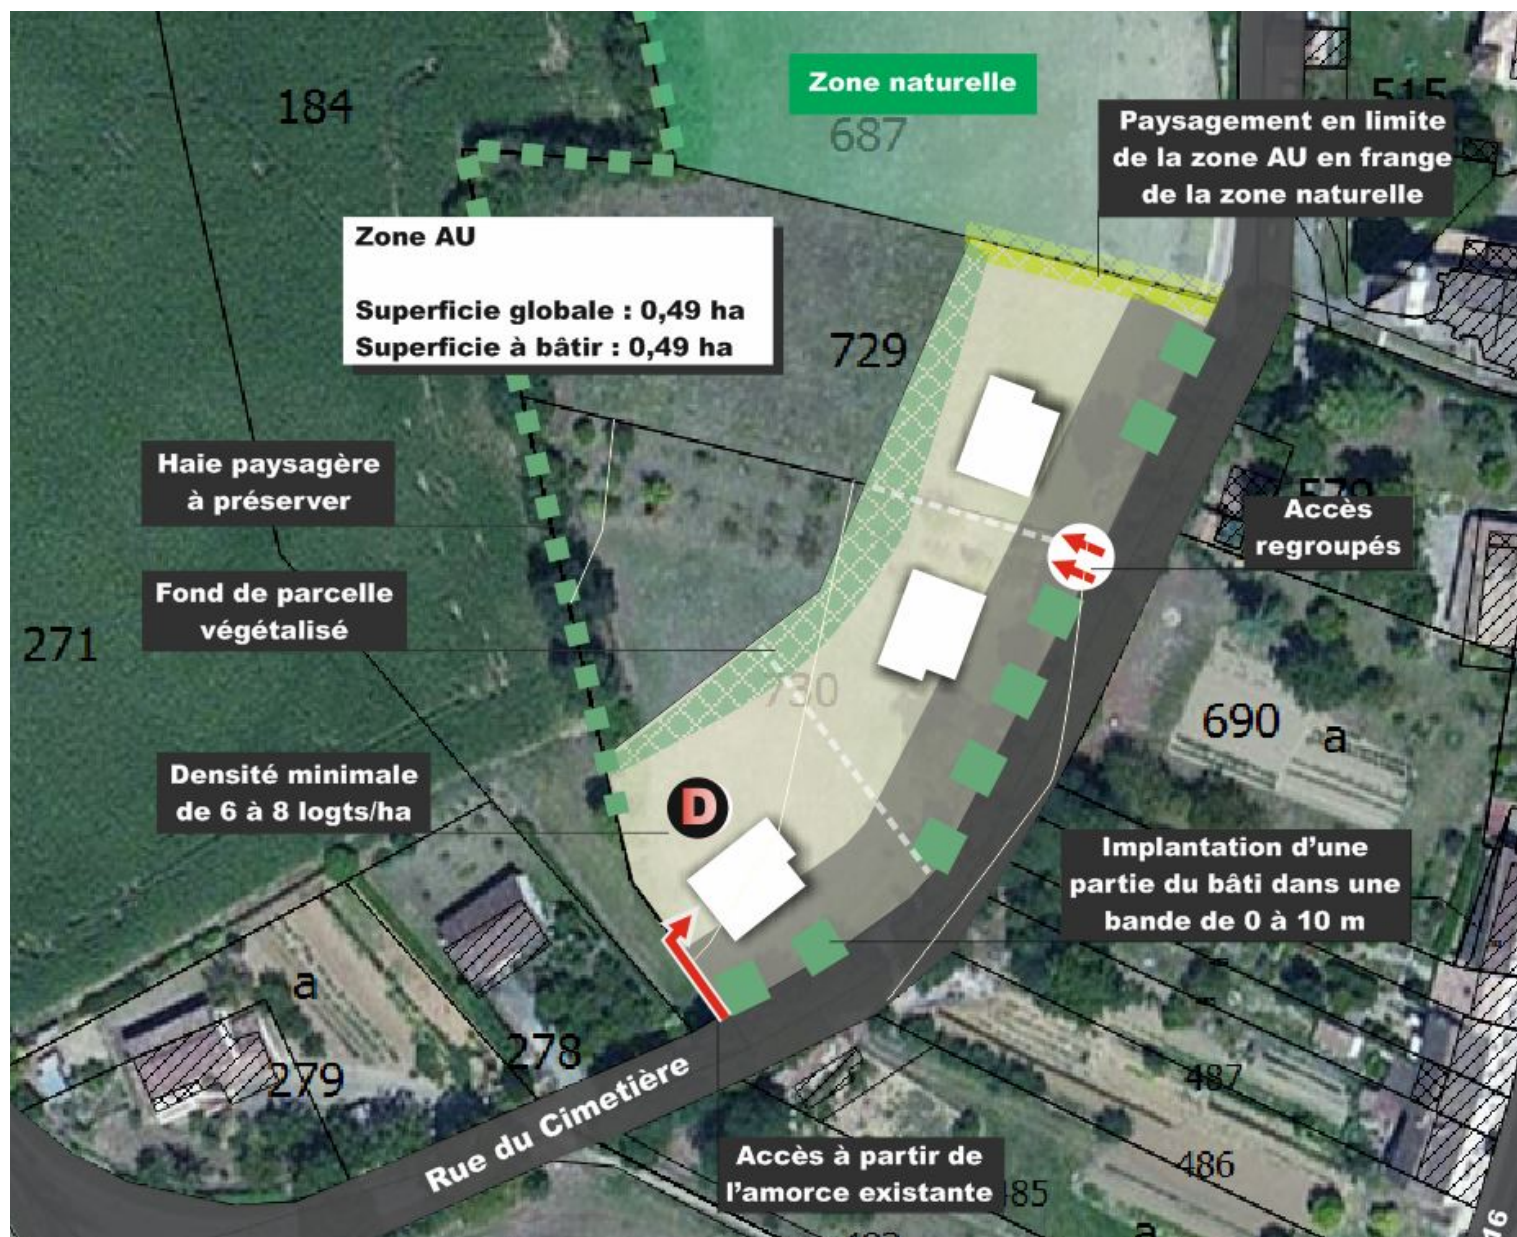 184
Zone naturelle
687
515
Paysagement en limite
de la zone AU en frange
de la zone naturelle
Zone AU
Superficie globale : 0,49 ha
Superficie à bâtir : 0,49 ha
729
Haie paysagère
à préserver
Accès
regroupés
Fond de parcelle
végétalisé
271
730
690
a
Densité minimale
de 6 à 8 logts/ha
D
Implantation d’une
partie du bâti dans une
bande de 0 à 10 m
a
278
279
487
Rue du Cimetière
Accès à partir de
l’amorce existante
486
485
a
16